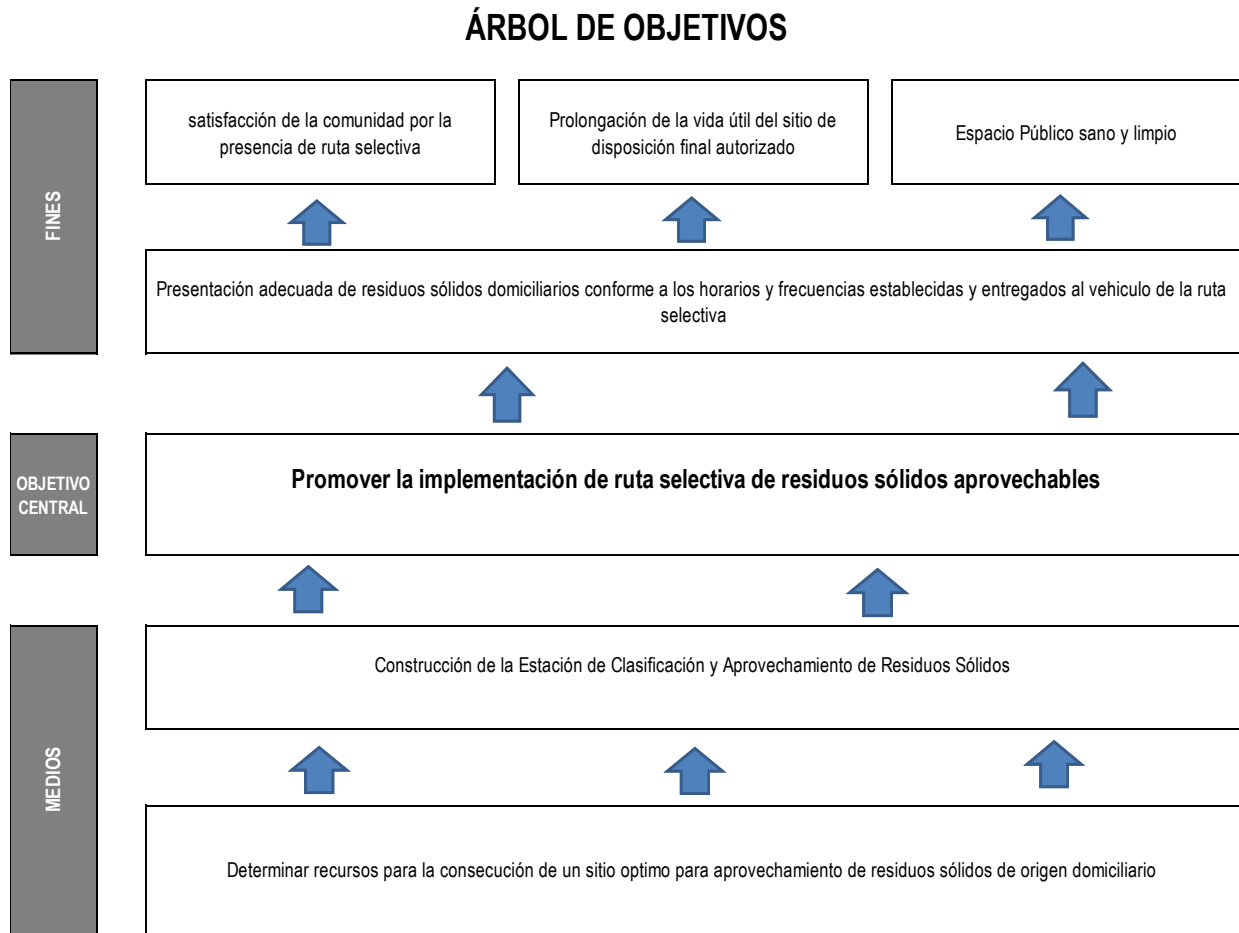 ÁRBOL DE OBJETIVOS
FINES
satisfacción de la comunidad por la
presencia de ruta selectiva
Prolongación de la vida útil del sitio de
disposición final autorizado
Espacio Público sano y limpio
Presentación adecuada de residuos sólidos domiciliarios conforme a los horarios y frecuencias establecidas y entregados al vehiculo de la ruta
selectiva
OBJETIVO
CENTRAL
Promover la implementación de ruta selectiva de residuos sólidos aprovechables
MEDIOS
Construcción de la Estación de Clasificación y Aprovechamiento de Residuos Sólidos
Determinar recursos para la consecución de un sitio optimo para aprovechamiento de residuos sólidos de origen domiciliario